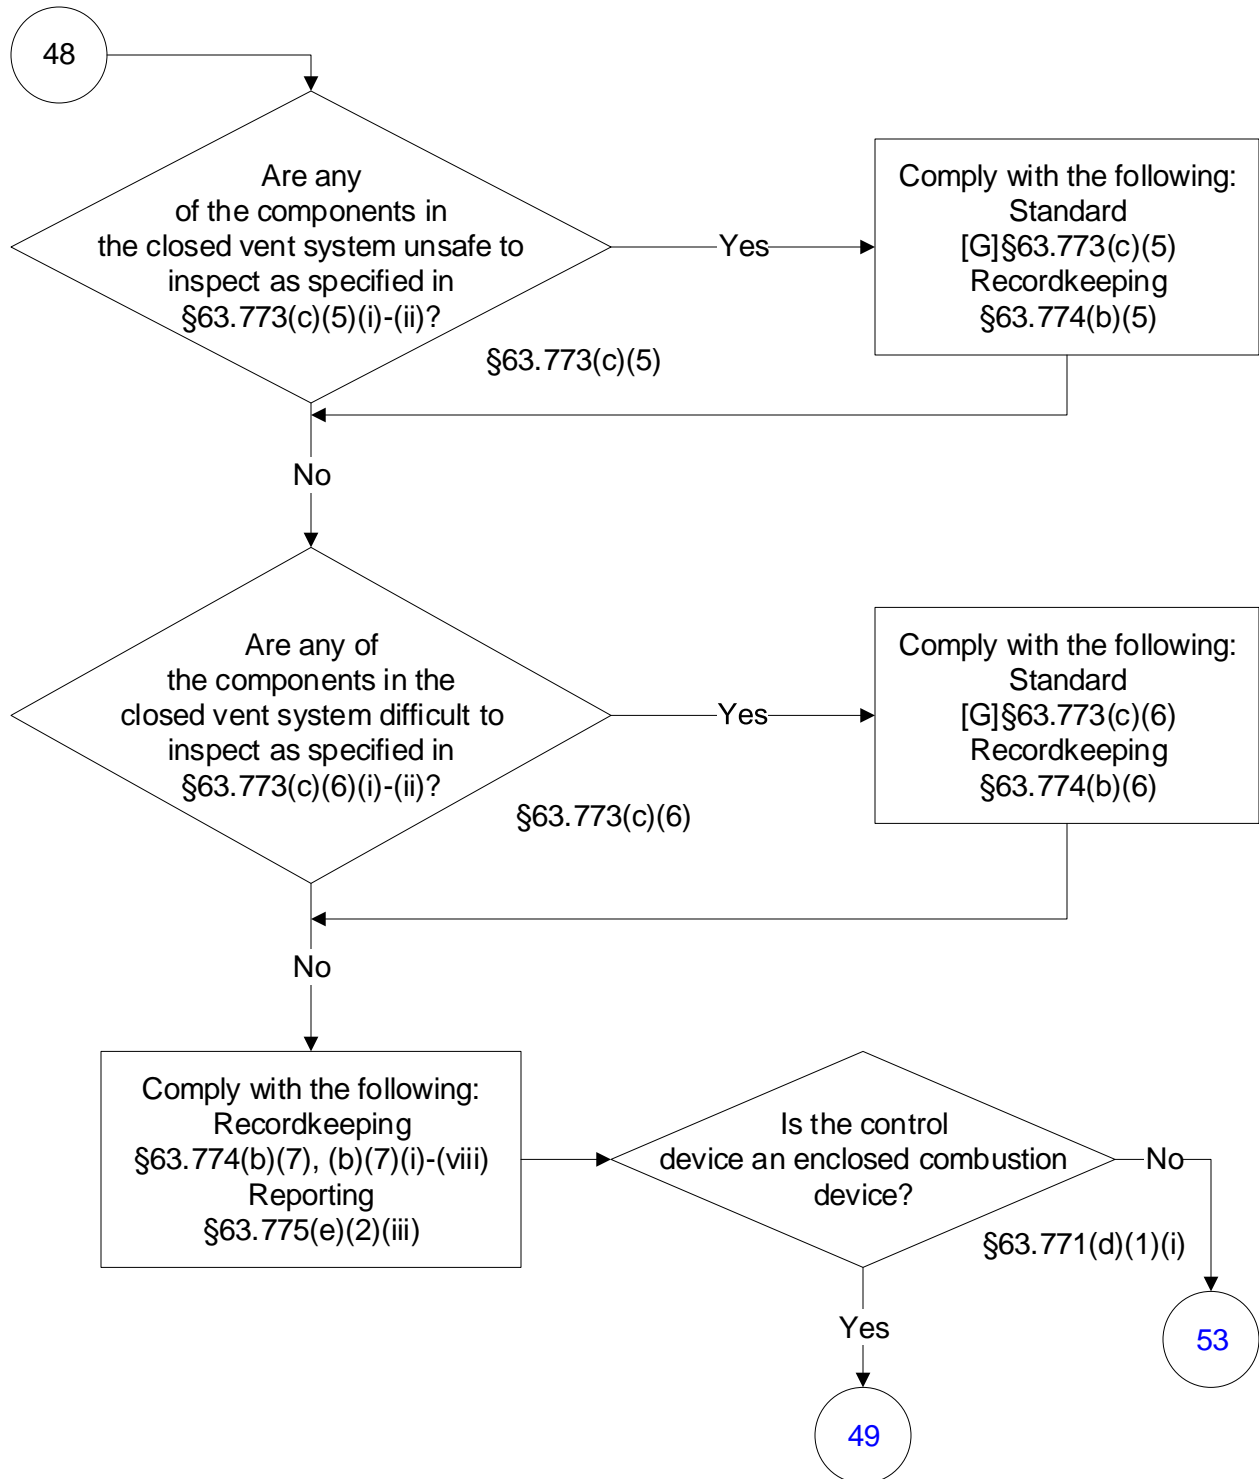 48
Are any
of the components in
the closed vent system unsafe to
inspect as specified in
§63.773(c)(5)(i)-(ii)?
Yes
Comply with the following:
Standard
[G]§63.773(c)(5)
Recordkeeping
§63.774(b)(5)
§63.773(c)(5)
No
Are any of
the components in the
closed vent system difficult to
inspect as specified in
§63.773(c)(6)(i)-(ii)?
Yes
Comply with the following:
Standard
[G]§63.773(c)(6)
Recordkeeping
§63.774(b)(6)
§63.773(c)(6)
No
Comply with the following:
Recordkeeping
§63.774(b)(7), (b)(7)(i)-(viii)
Reporting
§63.775(e)(2)(iii)
Is the control
device an enclosed combustion
device?
No
§63.771(d)(1)(i)
Yes
53
49